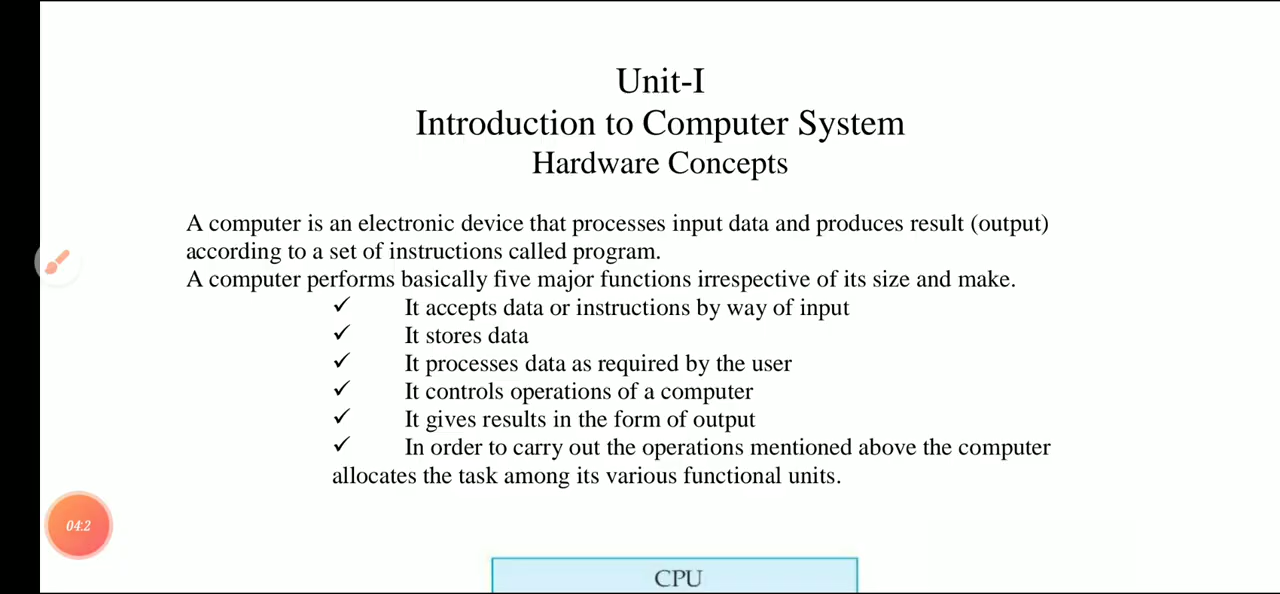 Unit-I
Introduction to Computer System
Hardware Concepts
A computer is an electronic device that processes input data and produces result (output)
according to a set of instructions called program.
A computer performs basically five major functions irrespective of its size and make.
✓ It accepts data or instructions by way of input
✓ It stores data
✓ It processes data as required by the user
✓ It controls operations of a computer
✓ It gives results in the form of output
✓ In order to carry out the operations mentioned above the computer
allocates the task among its various functional units.
04:2
CPU